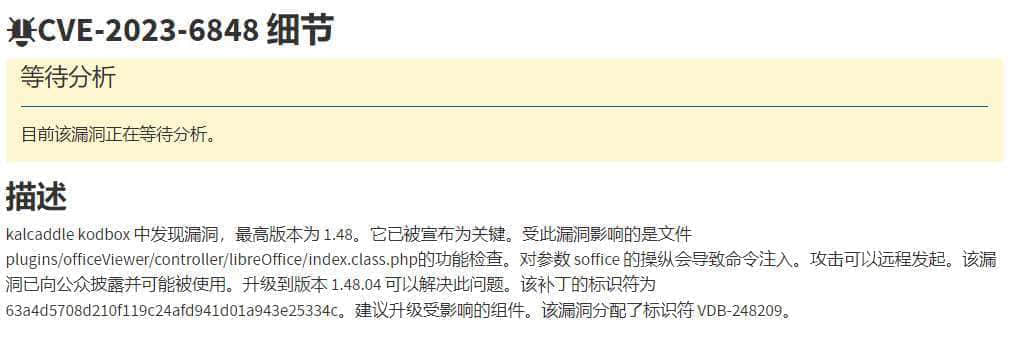 CVE-2023-6848 细节
等待分析
目前该漏洞正在等待分析。
描述
kalcaddle kodbox 中发现漏洞，最高版本为 1.48。它已被宣布为关键。受此漏洞影响的是文件
plugins/officeViewer/controller/libreOffice/index.class.php的功能检查。对参数 soffice 的操纵会导致命令注入。攻击可以远程发起。该漏
洞已向公众披露并可能被使用。升级到版本 1.48.04 可以解决此问题。该补丁的标识符为
63a4d5708d210f119c24afd941d01a943e25334c。建议升级受影响的组件。该漏洞分配了标识符 VDB-248209。